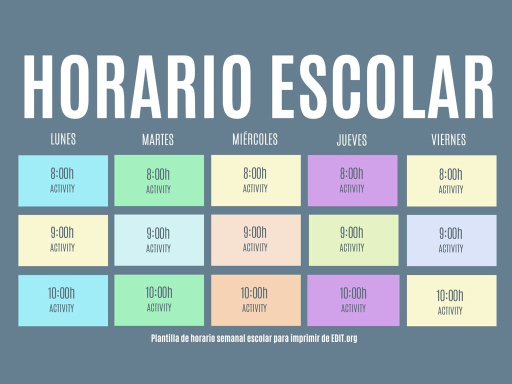 HORARIO ESCOLAR
LUNES MARTES MIÉRCOLES JUEVES VIERNES
8:00h 8:00h 8:00h 8:00h 8:00h
ACTIVITY ACTIVITY ACTIVITY ACTIVITY ACTIVITY
9:00h 9:00h 9:00h 9:00h 9:00h
ACTIVITY ACTIVITY ACTIVITY ACTIVITY ACTIVITY
10:00h 10:00h 10:00h 10:00h 10:00h
ACTIVITY ACTIVITY ACTIVITY ACTIVITY ACTIVITY
Plantilla de horario semanal escolar para imprimir de EDIT.org